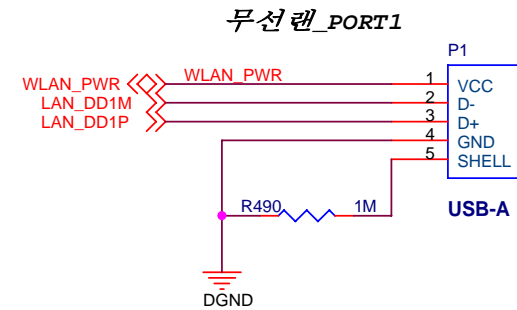 무선랜_PORT1
P1
WLAN_PWR WLAN_PWR 1 VCC
LAN_DD1M 2 D-
LAN_DD1P 3 D+
4 GND
5 SHELL
R490 1M USB-A
DGND